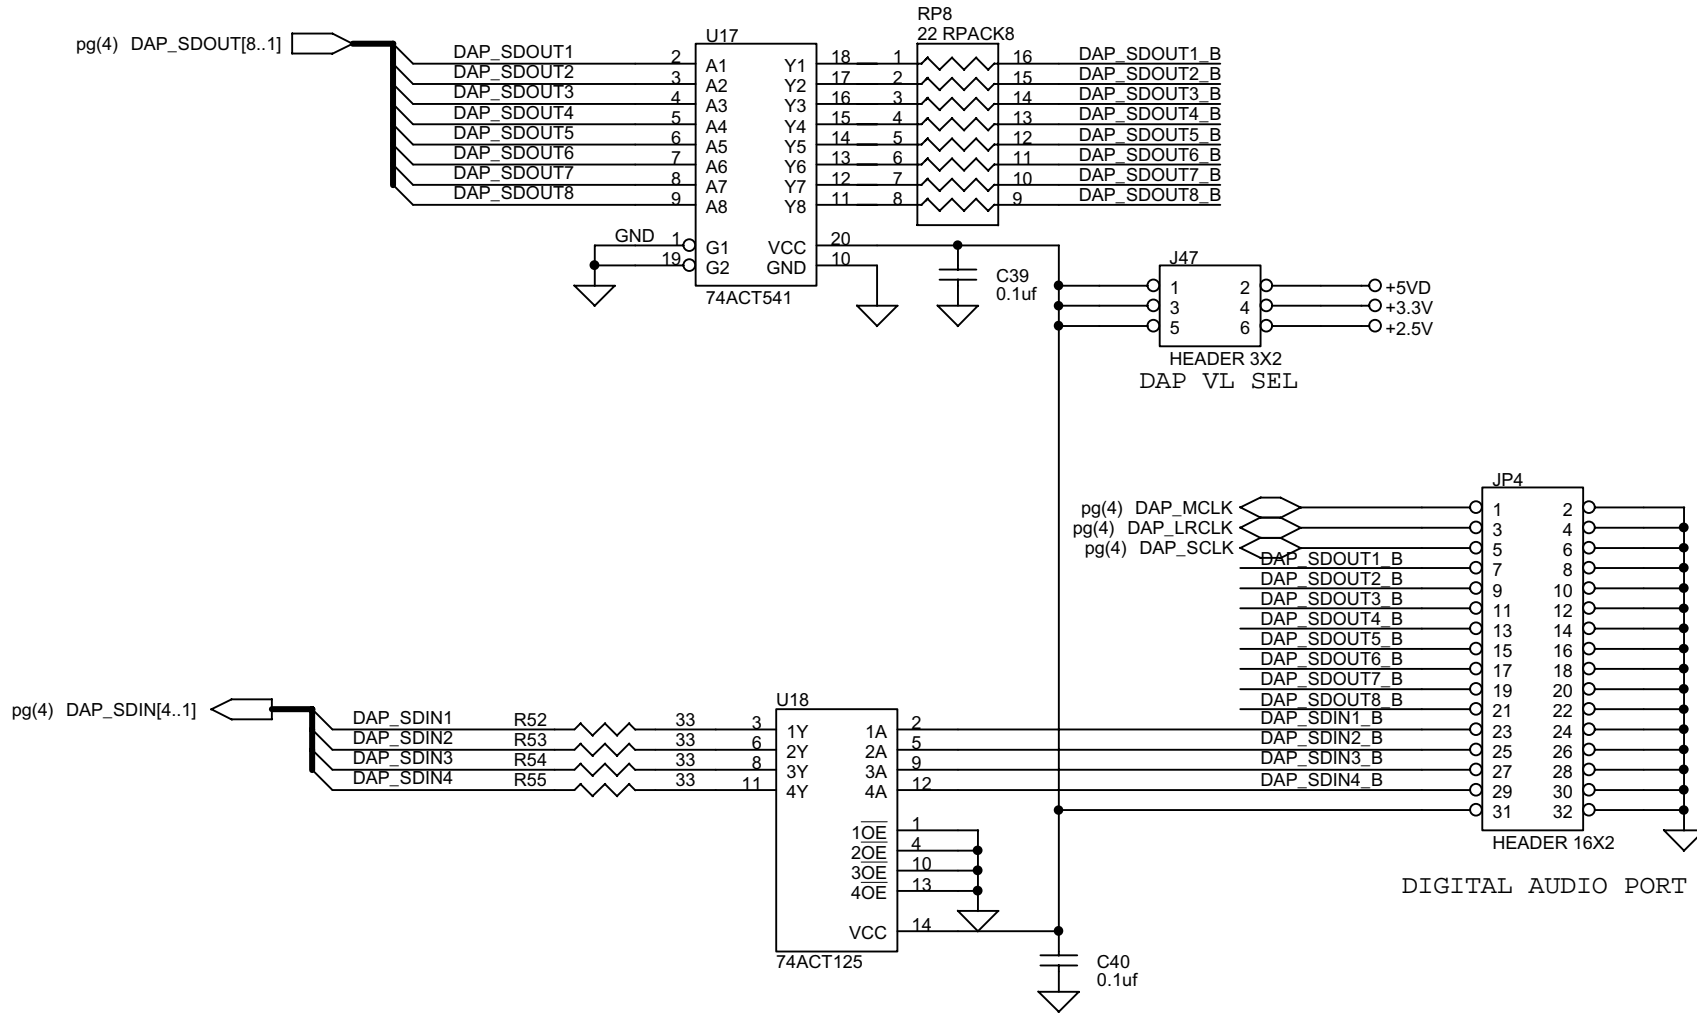 pg(4) DAP_SDOUT[8..1]
DAP_SDOUT1
DAP_SDOUT2
DAP_SDOUT3
DAP_SDOUT4
DAP_SDOUT5
DAP_SDOUT6
DAP_SDOUT7
DAP_SDOUT8
U17
2 A1 Y1 18
3 A2 Y2 17
4 A3 Y3 16
5 A4 Y4 15
6 A5 Y5 14
7 A6 Y6 13
8 A7 Y7 12
9 A8 Y8 11
GND 1 G1 VCC 20
19 G2 GND 10
74ACT541
RP8
22 RPACK8
1 16 DAP_SDOUT1_B
2 15 DAP_SDOUT2_B
3 14 DAP_SDOUT3_B
4 13 DAP_SDOUT4_B
5 12 DAP_SDOUT5_B
6 11 DAP_SDOUT6_B
7 10 DAP_SDOUT7_B
8 9 DAP_SDOUT8_B
C39
0.1uf
J47
1 2 +5VD
3 4 +3.3V
5 6 +2.5V
HEADER 3X2
DAP VL SEL
JP4
pg(4) DAP_MCLK 1 2
pg(4) DAP_LRCLK 3 4
pg(4) DAP_SCLK 5 6
DAP_SDOUT1_B 7 8
DAP_SDOUT2_B 9 10
DAP_SDOUT3_B 11 12
DAP_SDOUT4_B 13 14
DAP_SDOUT5_B 15 16
DAP_SDOUT6_B 17 18
DAP_SDOUT7_B 19 20
DAP_SDOUT8_B 21 22
DAP_SDIN1_B 23 24
DAP_SDIN2_B 25 26
DAP_SDIN3_B 27 28
DAP_SDIN4_B 29 30
31 32
HEADER 16X2
DIGITAL AUDIO PORT
pg(4) DAP_SDIN[4..1]
DAP_SDIN1 R52 33
DAP_SDIN2 R53 33
DAP_SDIN3 R54 33
DAP_SDIN4 R55 33
U18
3 1Y 1A 2
6 2Y 2A 5
8 3Y 3A 9
11 4Y 4A 12
1OE 1
2OE 4
3OE 10
4OE 13
VCC 14
74ACT125
C40
0.1uf